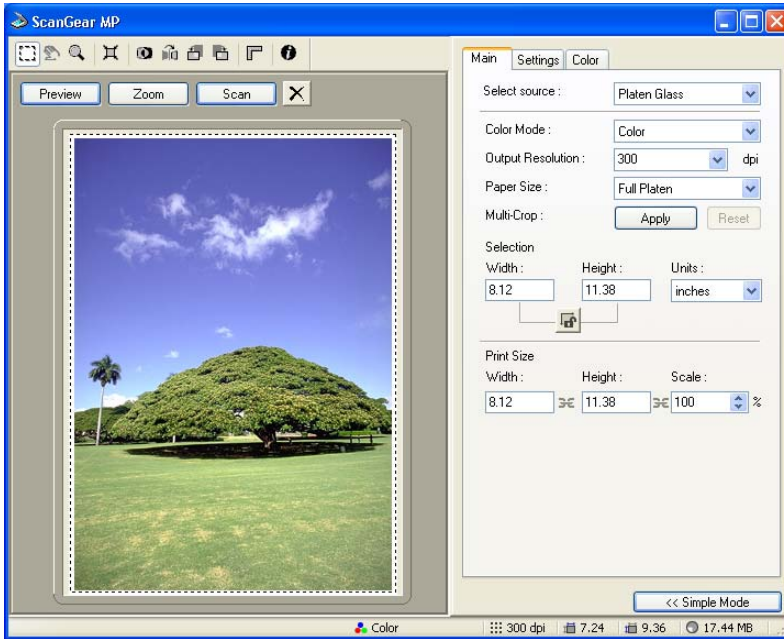 ScanGear MP
Main Settings Color
Preview Zoom Scan
Select source : Platen Glass
Color Mode : Color
Output Resolution : 300 dpi
Paper Size : Full Platen
Multi-Crop : Apply Reset
Selection
Width : Height : Units :
8.12 11.38 inches
Print Size
Width : Height : Scale :
8.12 11.38 100 %
<< Simple Mode
Color 300 dpi 7.24 9.36 17.44 MB